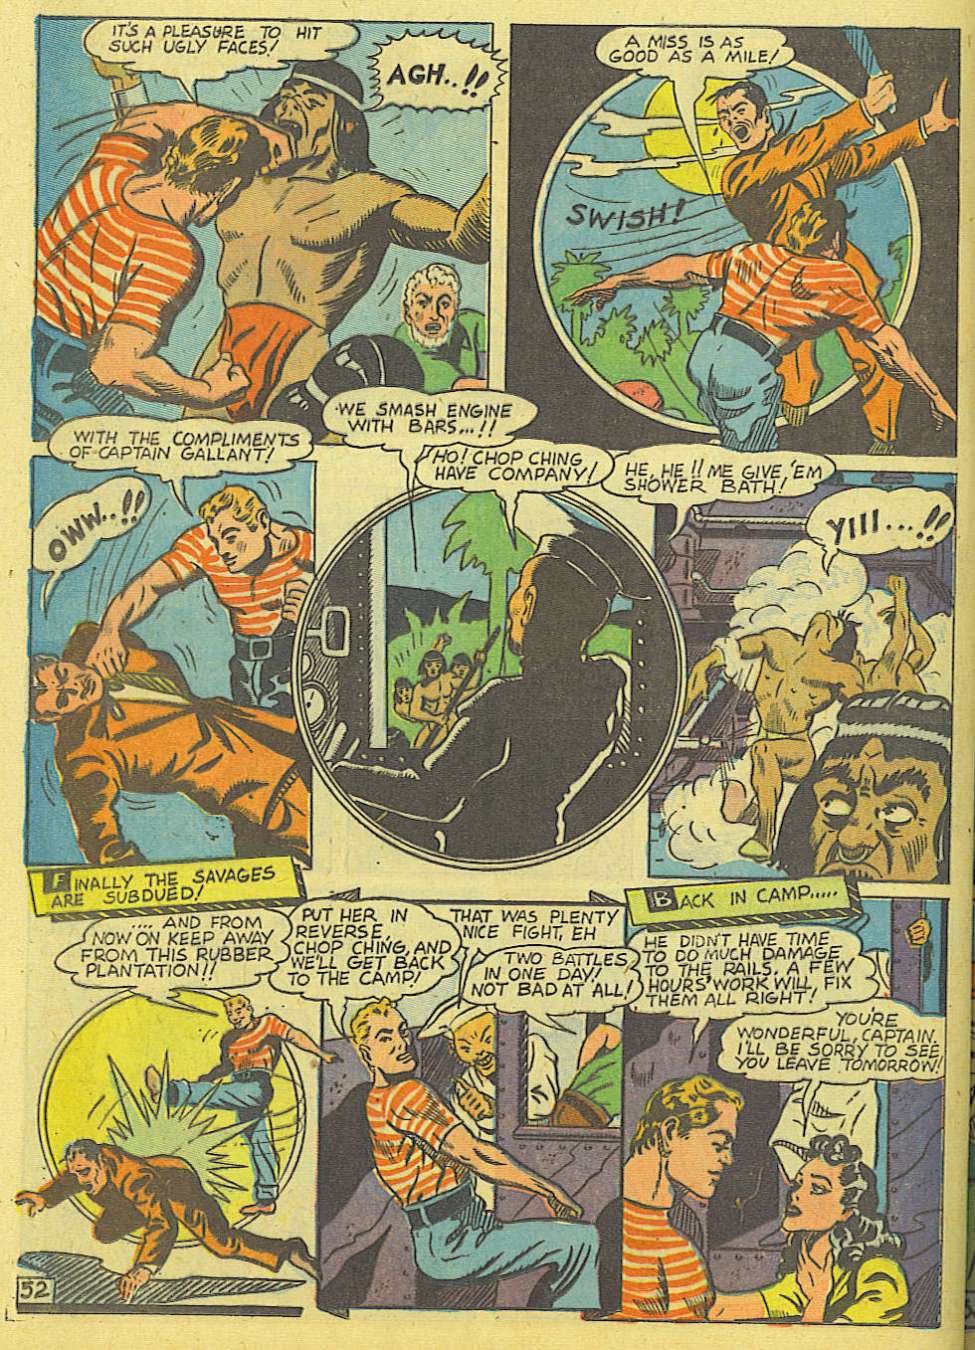 IT'S A PLEASURE TO HIT
SUCH UGLY FACES!
AGH..!!
A MISS IS AS
GOOD AS A MILE!
SWISH!
WITH THE COMPLIMENTS
OF CAPTAIN GALLANT!
OWW..!!
WE SMASH ENGINE
WITH BARS...!!
HO! CHOP CHING
HAVE COMPANY!
HE, HE!! ME GIVE 'EM
SHOWER BATH!
YIII...!!
FINALLY THE SAVAGES
ARE SUBDUED!
.... AND FROM
NOW ON KEEP AWAY
FROM THIS RUBBER
PLANTATION!!
PUT HER IN
REVERSE,
CHOP CHING, AND
WE'LL GET BACK
TO THE CAMP!
THAT WAS PLENTY
NICE FIGHT, EH
TWO BATTLES
IN ONE DAY!
NOT BAD AT ALL!
BACK IN CAMP.....
HE DIDN'T HAVE TIME
TO DO MUCH DAMAGE
TO THE RAILS. A FEW
HOURS' WORK WILL FIX
THEM ALL RIGHT!
YOU'RE
WONDERFUL, CAPTAIN.
I'LL BE SORRY TO SEE
YOU LEAVE TOMORROW!
52